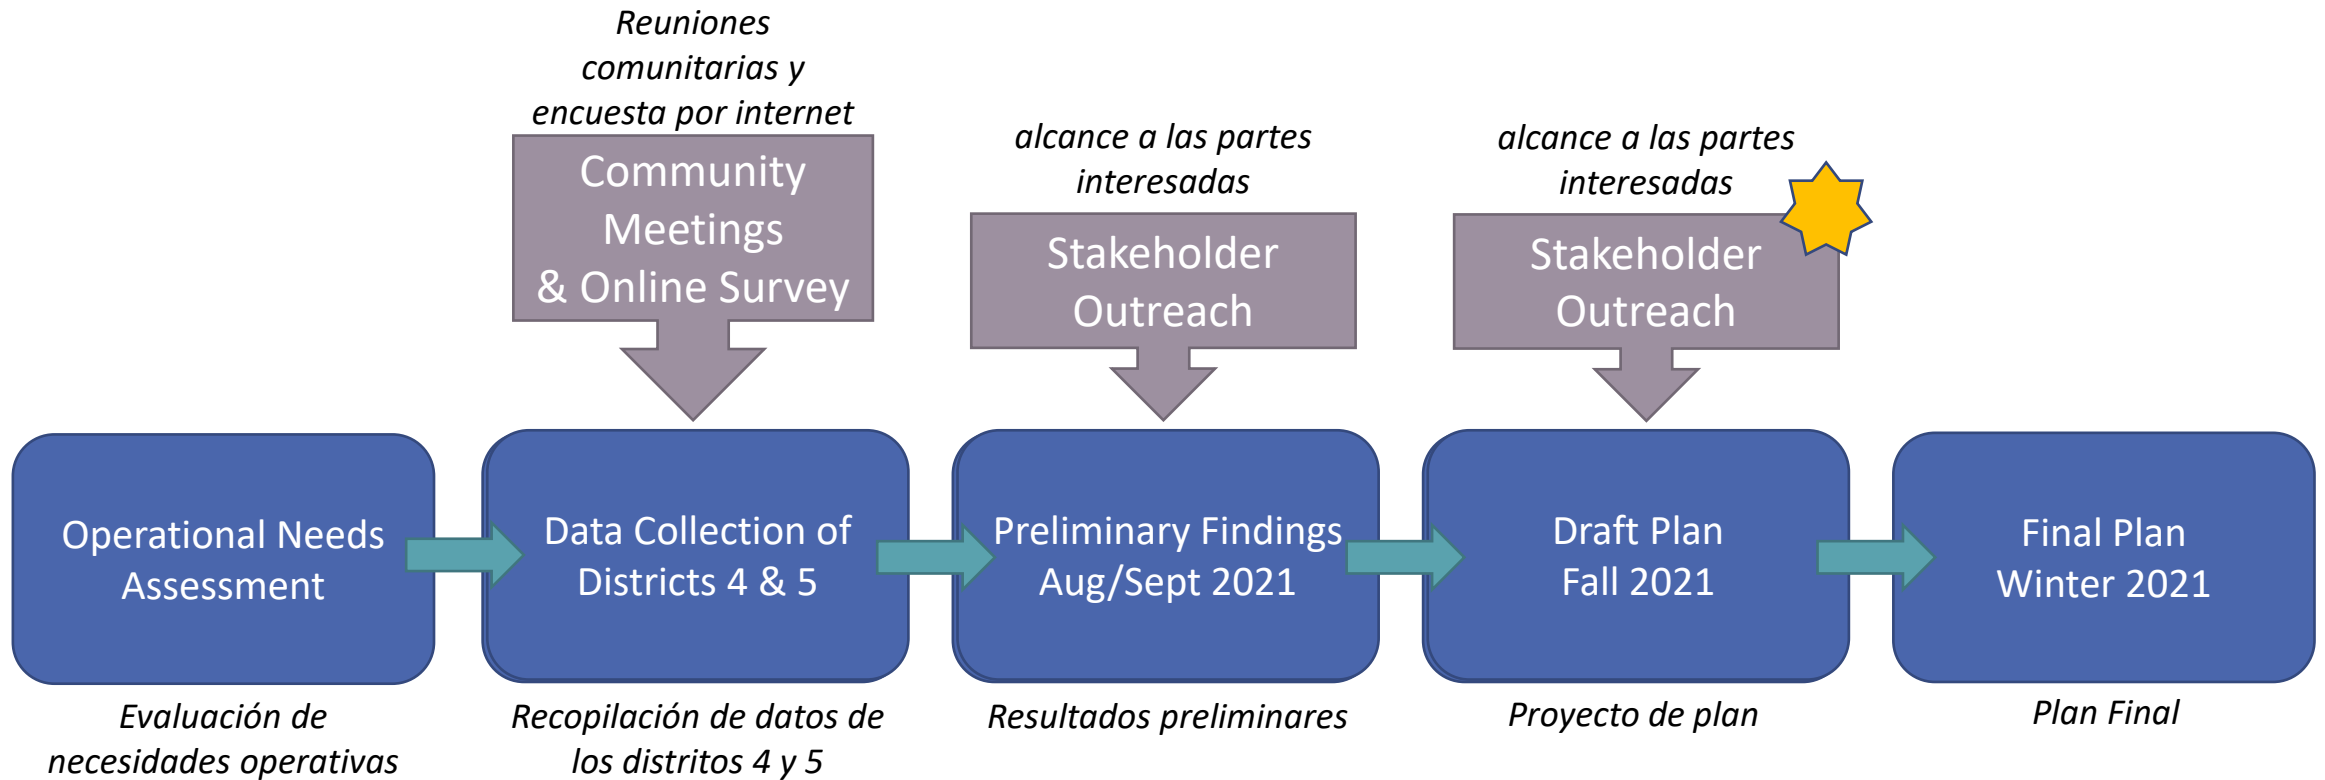 Reuniones
comunitarias y
encuesta por internet
Community
Meetings
& Online Survey
alcance a las partes
interesadas
Stakeholder
Outreach
alcance a las partes
interesadas
Stakeholder
Outreach
Operational Needs
Assessment
Evaluación de
necesidades operativas
Data Collection of
Districts 4 & 5
Recopilación de datos de
los distritos 4 y 5
Preliminary Findings
Aug/Sept 2021
Resultados preliminares
Draft Plan
Fall 2021
Proyecto de plan
Final Plan
Winter 2021
Plan Final